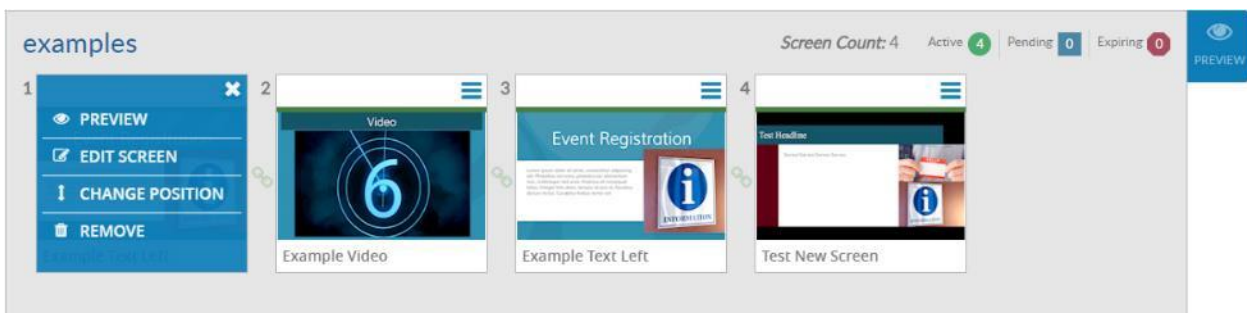 examples
Screen Count: 4 Active 4 Pending 0 Expiring 0
PREVIEW
1
PREVIEW
EDIT SCREEN
CHANGE POSITION
REMOVE
Example Text Left
2
Video
6
Example Video
3
Event Registration
i
INFORMATION
Example Text Left
4
Test Headline
i
Test New Screen